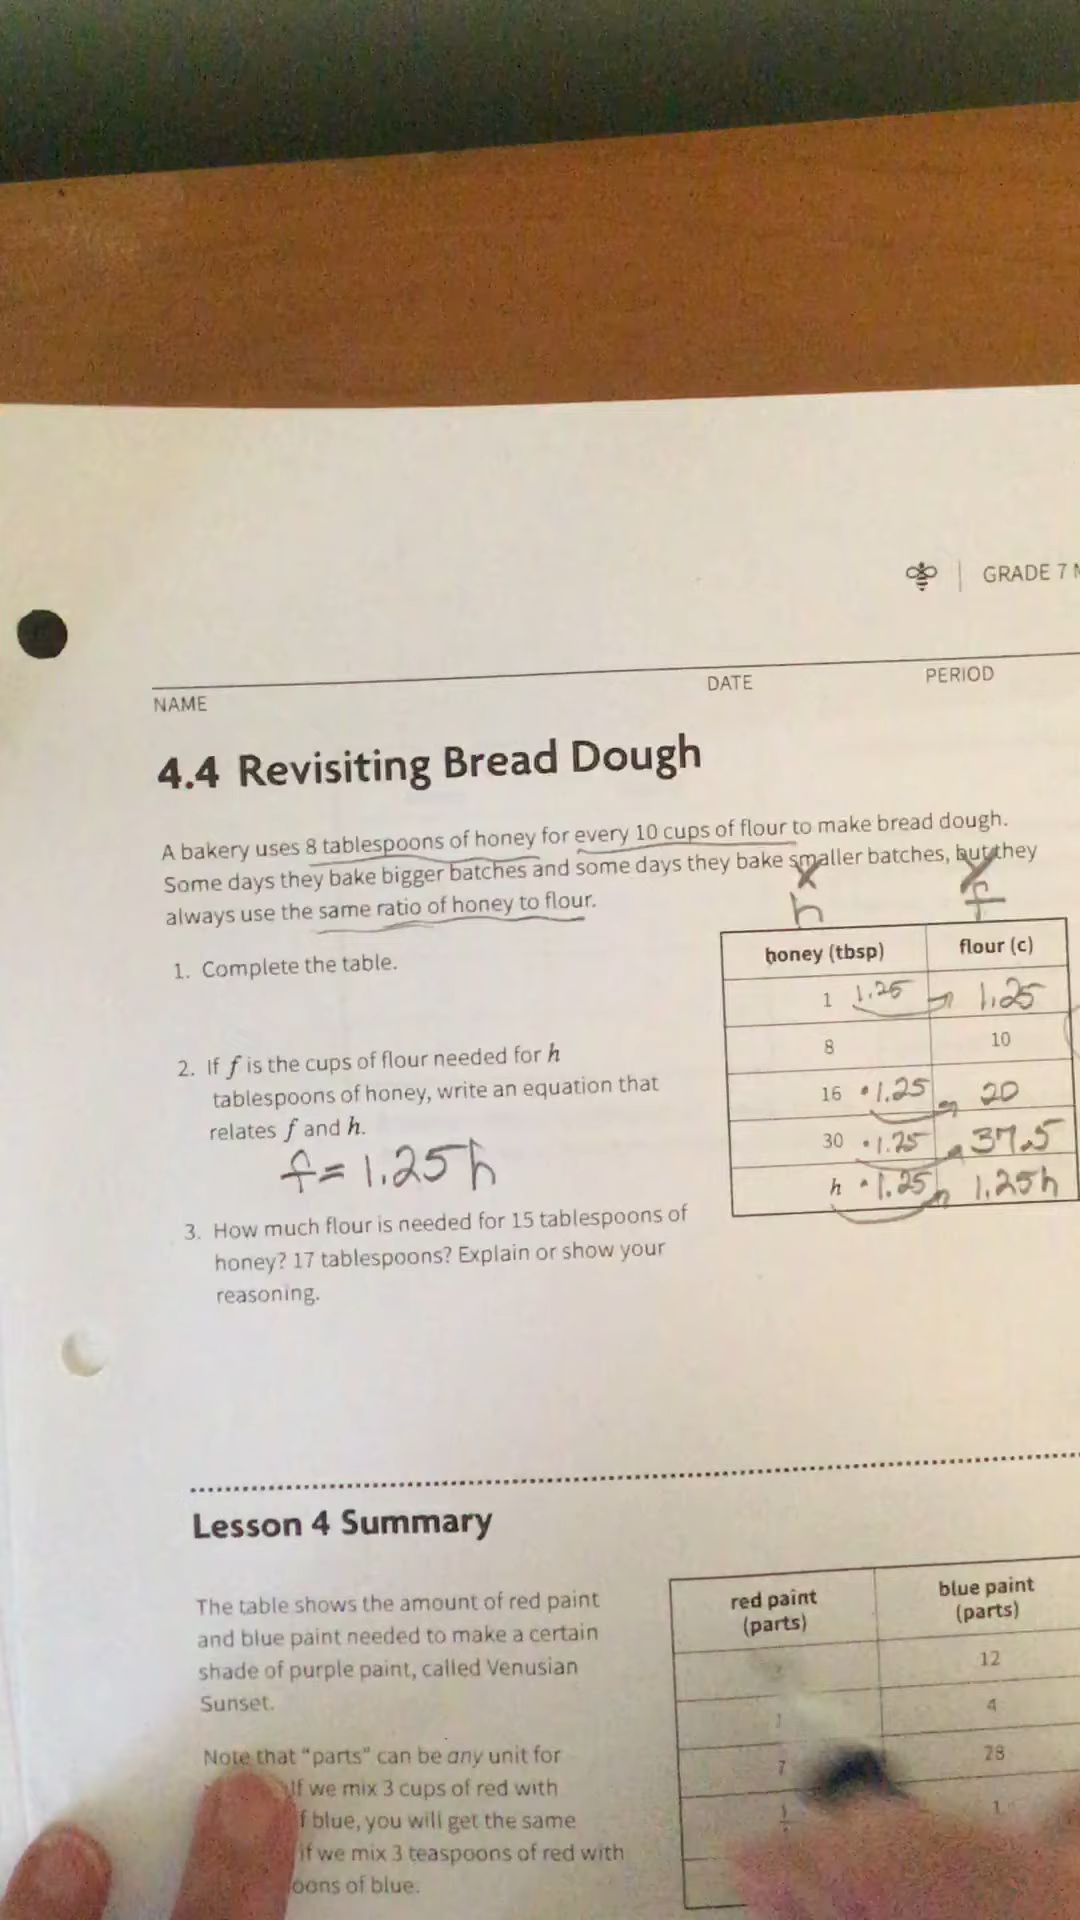 GRADE 7
NAME
DATE
PERIOD
4.4 Revisiting Bread Dough
A bakery uses 8 tablespoons of honey for every 10 cups of flour to make bread dough.
Some days they bake bigger batches and some days they bake smaller batches, but they
always use the same ratio of honey to flour.
x y
h f
1. Complete the table.
honey (tbsp) flour (c)
1 1.25 1.25
8 10
16 • 1.25 20
30 • 1.25 37.5
h • 1.25 1.25h
2. If f is the cups of flour needed for h
tablespoons of honey, write an equation that
relates f and h.
f = 1.25h
3. How much flour is needed for 15 tablespoons of
honey? 17 tablespoons? Explain or show your
reasoning.
Lesson 4 Summary
The table shows the amount of red paint
and blue paint needed to make a certain
shade of purple paint, called Venusian
Sunset.
Note that "parts" can be any unit for
If we mix 3 cups of red with
f blue, you will get the same
if we mix 3 teaspoons of red with
oons of blue.
red paint
(parts)
blue paint
(parts)
12
4
7 28
1